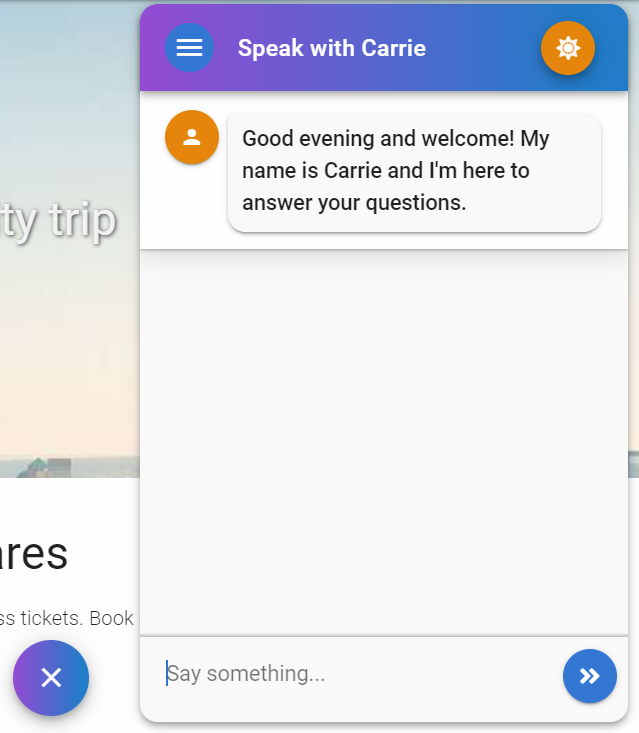 Speak with Carrie
Good evening and welcome! My
name is Carrie and I'm here to
answer your questions.
ty trip
ares
ss tickets. Book
Say something...